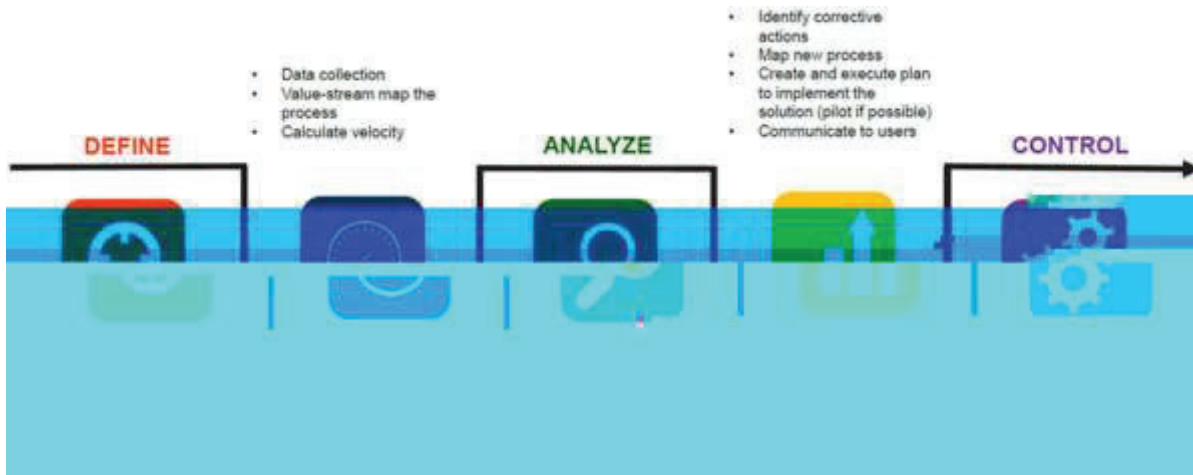 DEFINE
• Data collection
• Value-stream map the
process
• Calculate velocity
ANALYZE
• Identify corrective
actions
• Map new process
• Create and execute plan
to implement the
solution (pilot if possible)
• Communicate to users
CONTROL